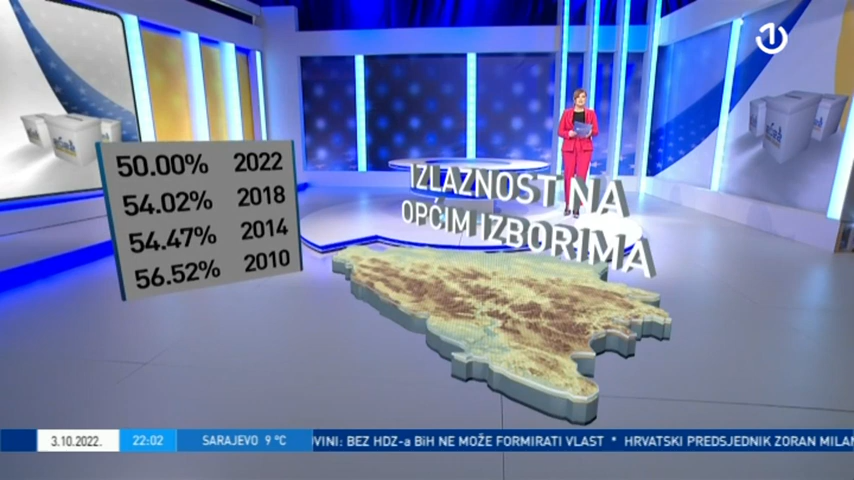 50.00% 2022
54.02% 2018
54.47% 2014
56.52% 2010
IZLAZNOST NA
OPĆIM IZBORIMA
3.10.2022. 22:02 SARAJEVO 9 °C OVINI: BEZ HDZ-a BiH NE MOŽE FORMIRATI VLAST * HRVATSKI PREDSJEDNIK ZORAN MILAN